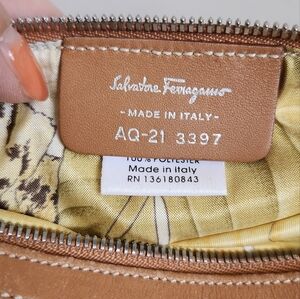 Salvatore Ferragamo
– MADE IN ITALY –
AQ-21 3397
100% POLYESTER
Made in italy
RN 136180843